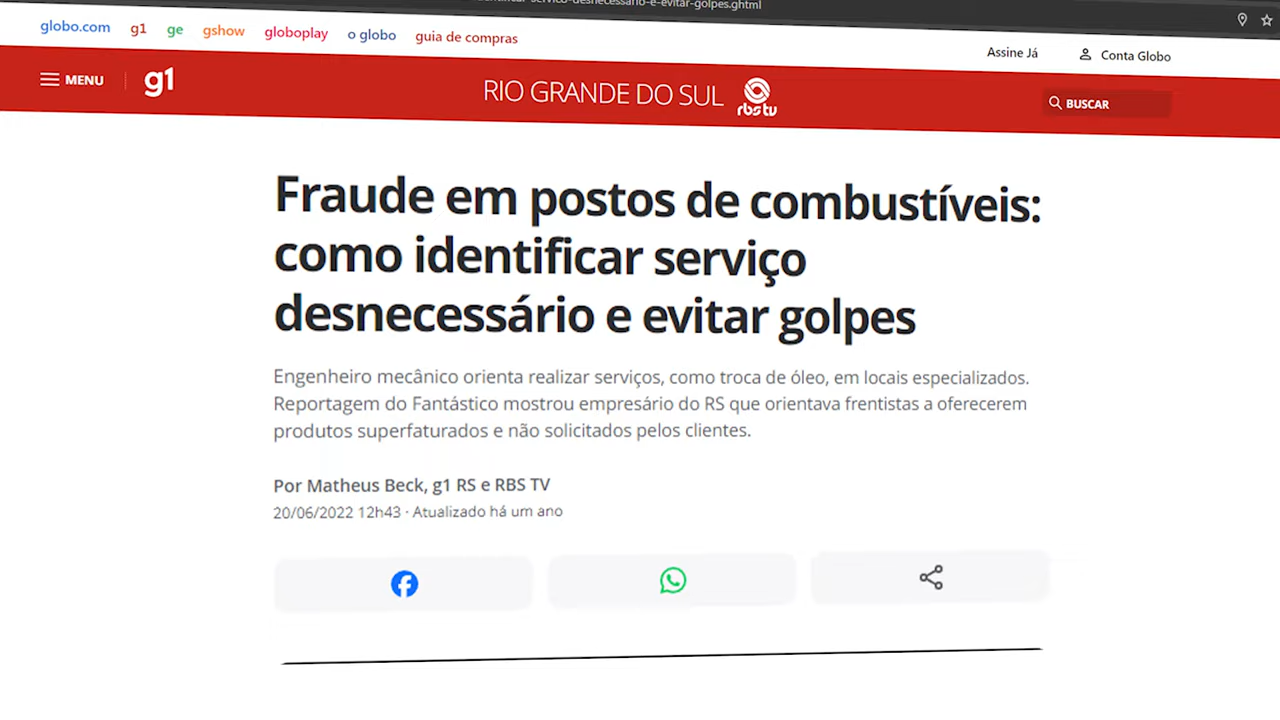 -desnecessario-e-evitar-golpes.ghtml
globo.com g1 ge gshow globoplay o globo guia de compras
Assine Já Conta Globo
MENU g1 RIO GRANDE DO SUL rbs tv BUSCAR
Fraude em postos de combustíveis:
como identificar serviço
desnecessário e evitar golpes
Engenheiro mecânico orienta realizar serviços, como troca de óleo, em locais especializados.
Reportagem do Fantástico mostrou empresário do RS que orientava frentistas a oferecerem
produtos superfaturados e não solicitados pelos clientes.
Por Matheus Beck, g1 RS e RBS TV
20/06/2022 12h43 · Atualizado há um ano